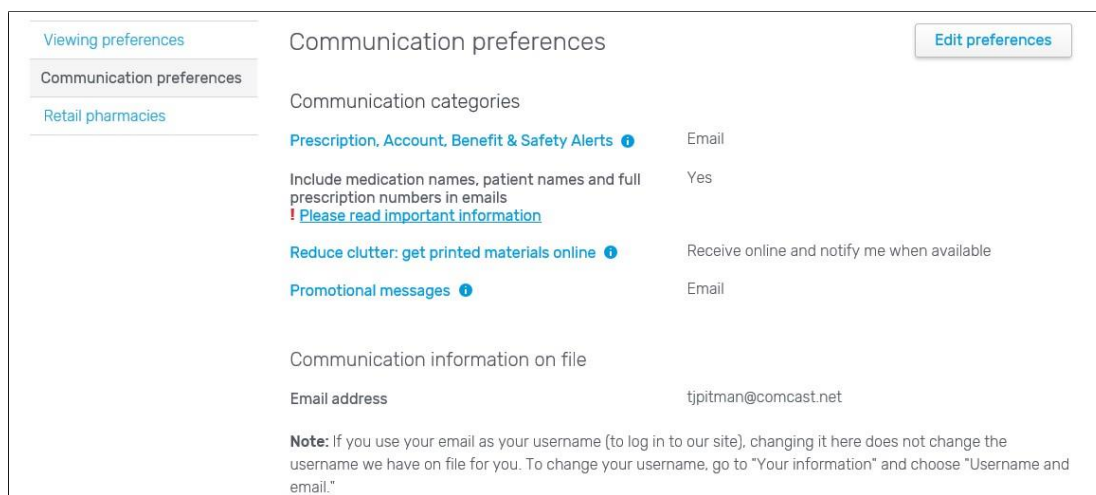 Viewing preferences
Communication preferences
Retail pharmacies
Communication preferences
Edit preferences
Communication categories
Prescription, Account, Benefit & Safety Alerts
Email
Include medication names, patient names and full
prescription numbers in emails
Yes
! Please read important information
Reduce clutter: get printed materials online
Receive online and notify me when available
Promotional messages
Email
Communication information on file
Email address
tjpitman@comcast.net
Note: If you use your email as your username (to log in to our site), changing it here does not change the
username we have on file for you. To change your username, go to "Your information" and choose "Username and
email."